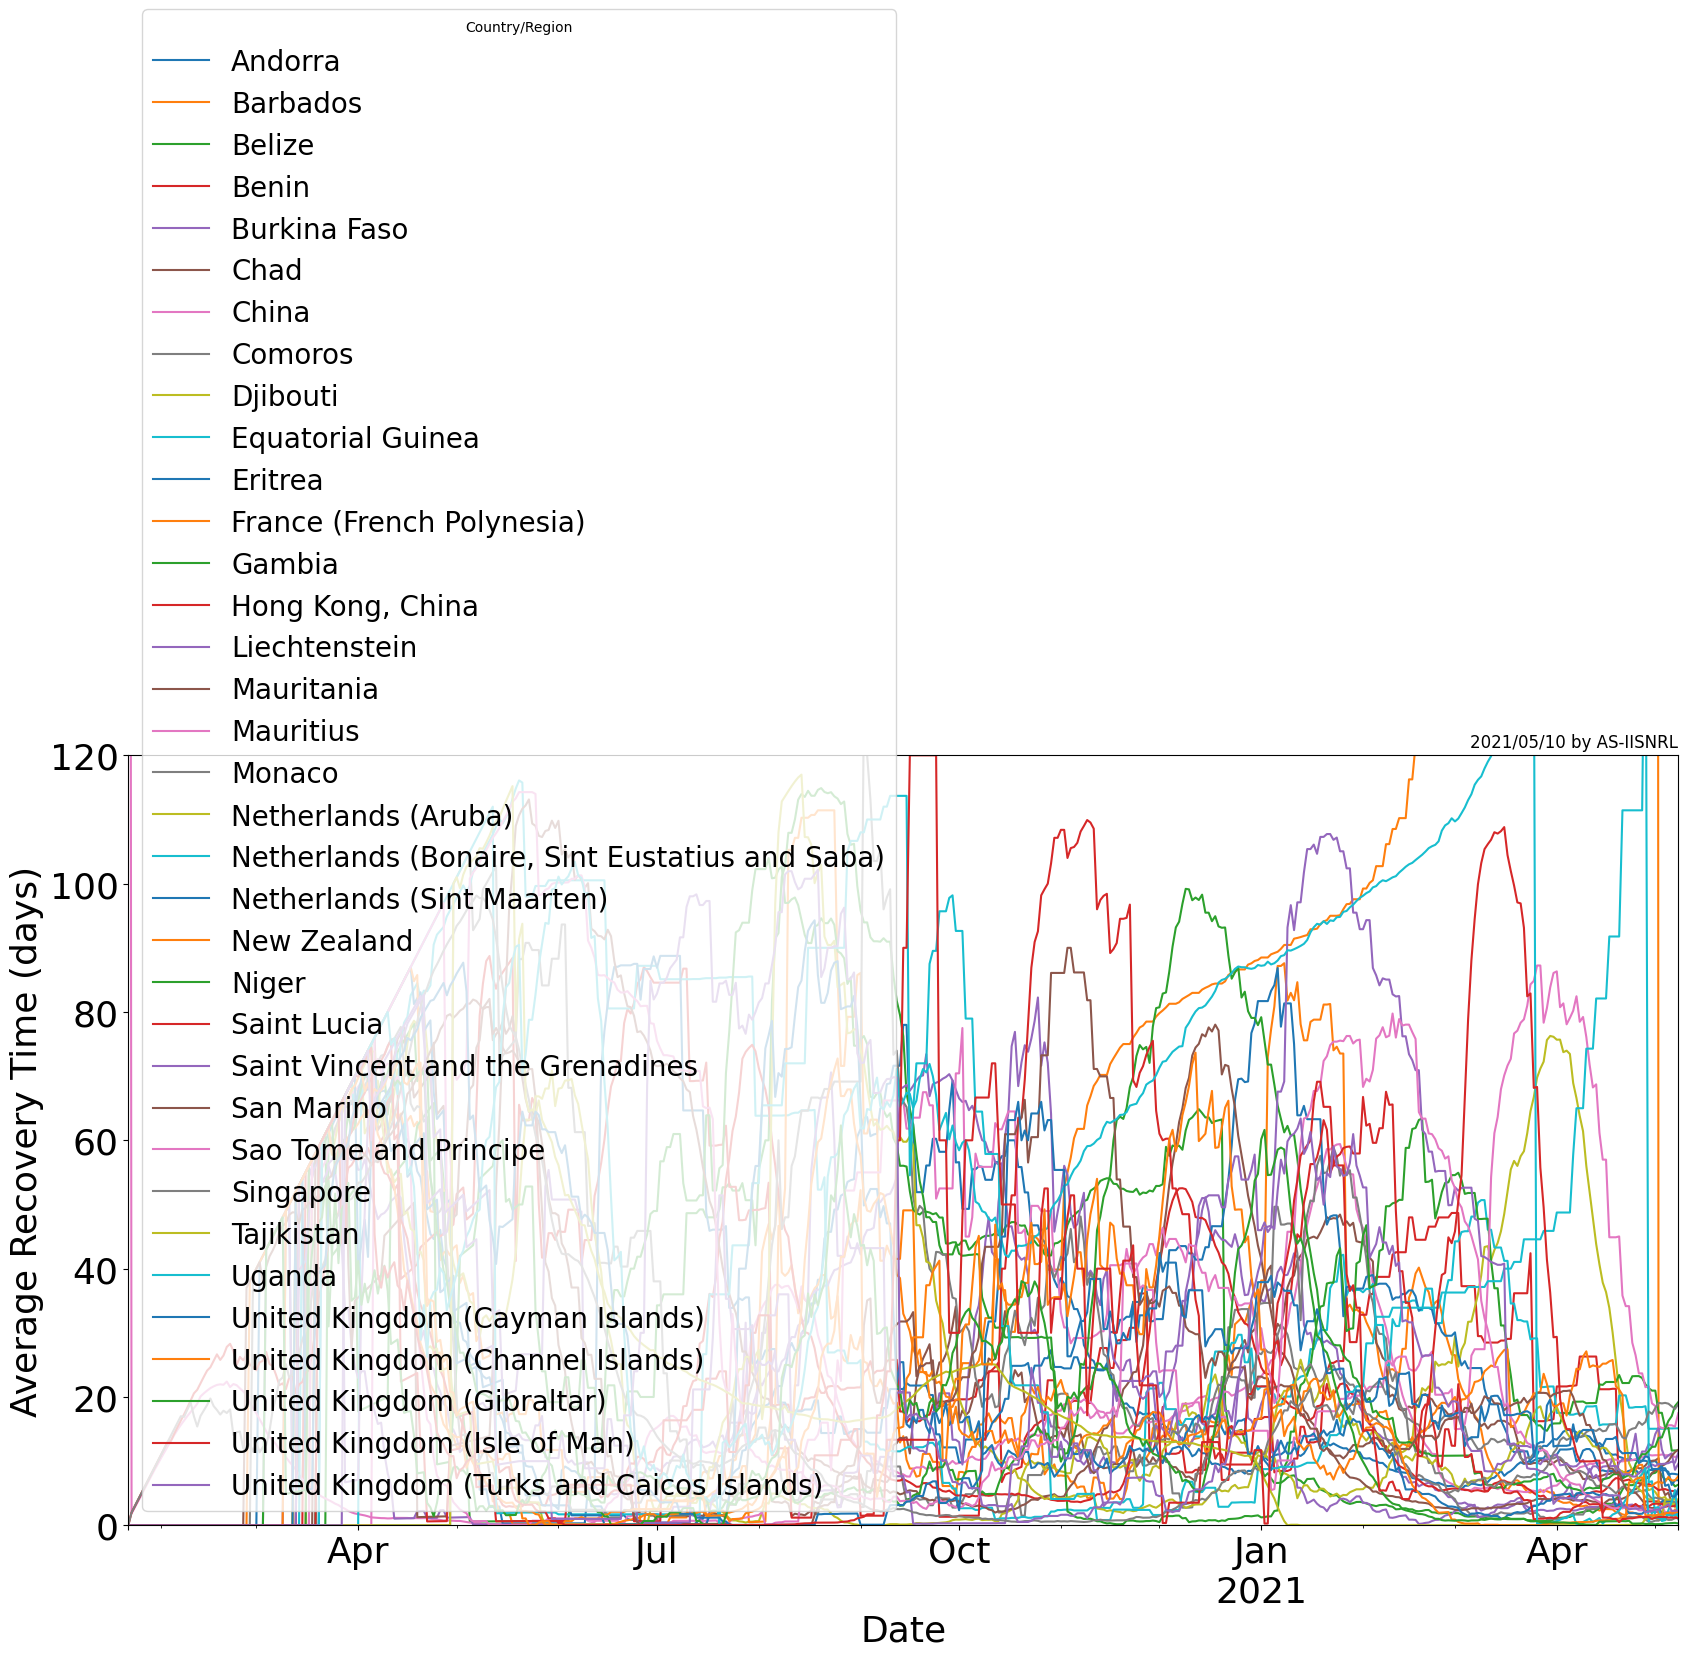 Country/Region
Andorra
Barbados
Belize
Benin
Burkina Faso
Chad
China
Comoros
Djibouti
Equatorial Guinea
Eritrea
France (French Polynesia)
Gambia
Hong Kong, China
Liechtenstein
Mauritania
Mauritius
Monaco
Netherlands (Aruba)
Netherlands (Bonaire, Sint Eustatius and Saba)
Netherlands (Sint Maarten)
New Zealand
Niger
Saint Lucia
Saint Vincent and the Grenadines
San Marino
Sao Tome and Principe
Singapore
Tajikistan
Uganda
United Kingdom (Cayman Islands)
United Kingdom (Channel Islands)
United Kingdom (Gibraltar)
United Kingdom (Isle of Man)
United Kingdom (Turks and Caicos Islands)
2021/05/10 by AS-IISNRL
Average Recovery Time (days)
120
100
80
60
40
20
0
Apr
Jul
Oct
Jan
2021
Apr
Date